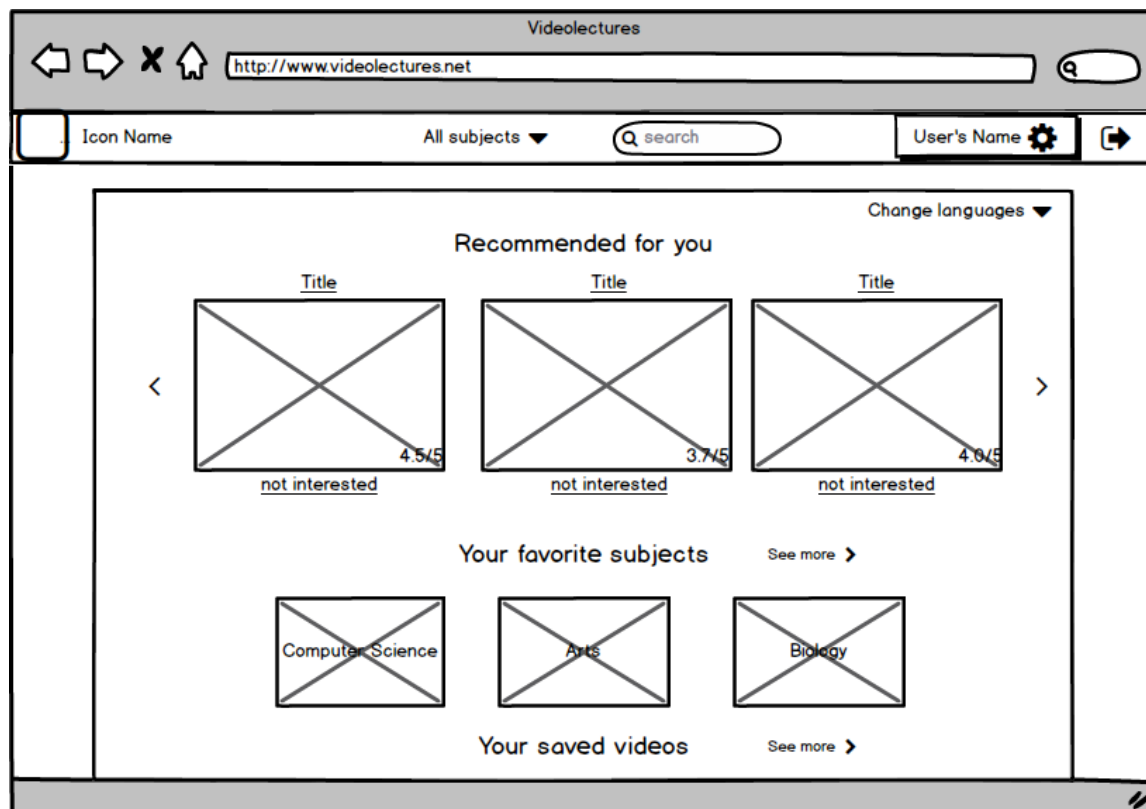 Videolectures
http://www.videolectures.net
Icon Name
All subjects
search
User's Name
Change languages
Recommended for you
Title Title Title
4.5/5 3.7/5 4.0/5
not interested not interested not interested
Your favorite subjects See more
Computer Science Arts Biology
Your saved videos See more